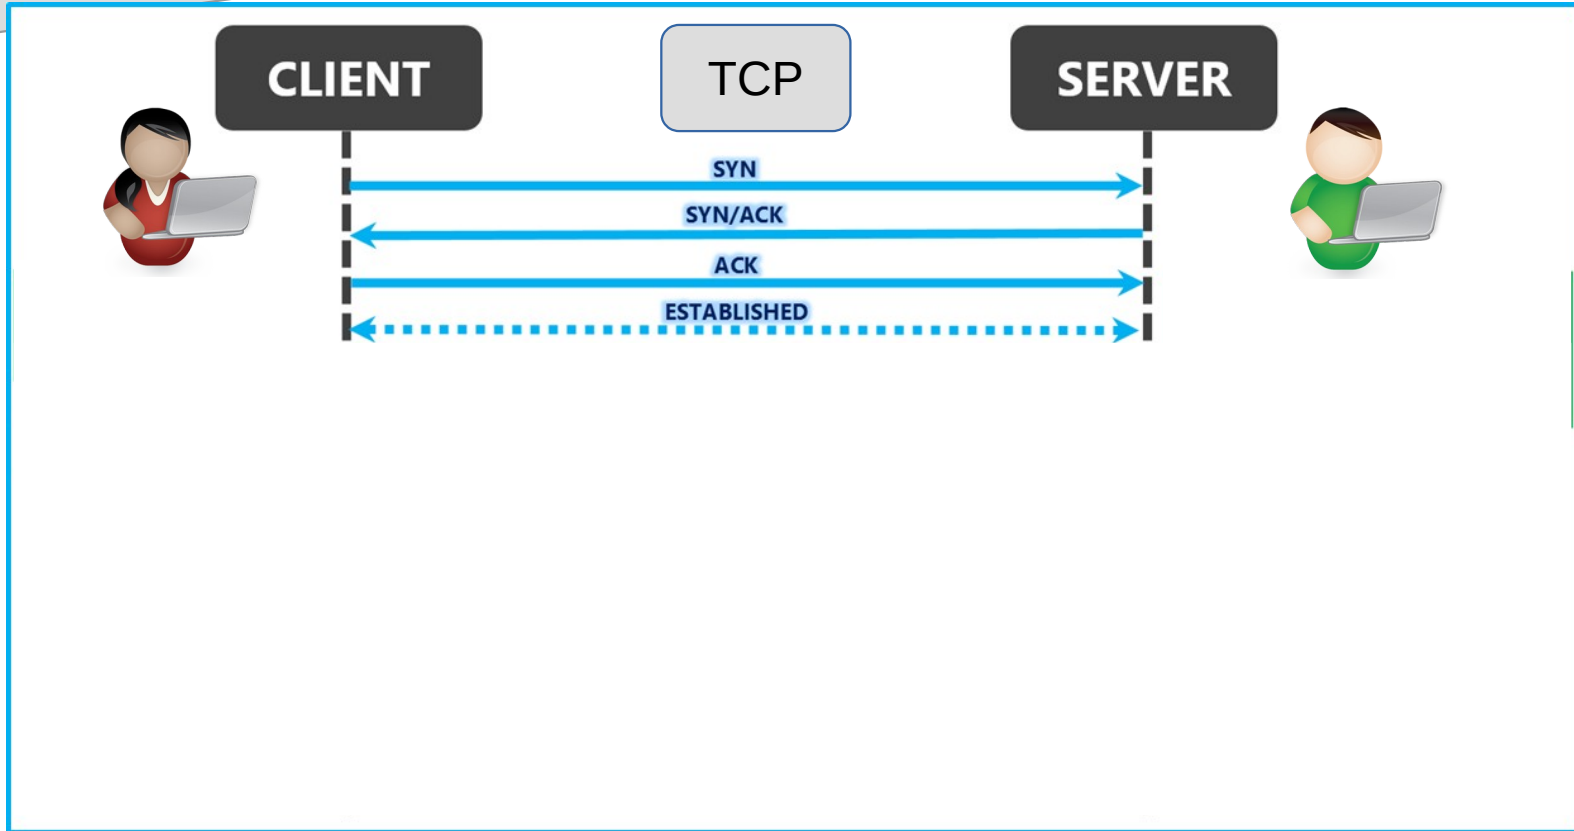 CLIENT
TCP
SERVER
SYN
SYN/ACK
ACK
ESTABLISHED